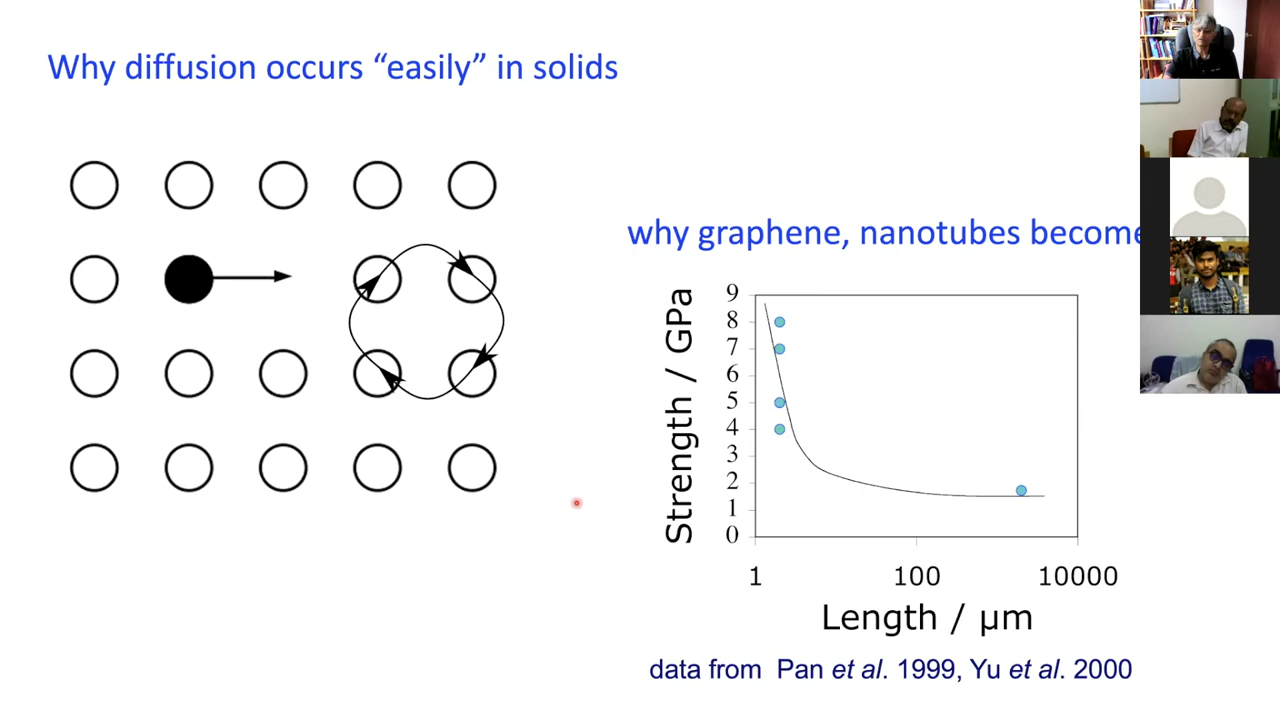 Why diffusion occurs “easily” in solids
why graphene, nanotubes become
Strength / GPa
9
8
7
6
5
4
3
2
1
0
1 100 10000
Length / μm
data from Pan et al. 1999, Yu et al. 2000